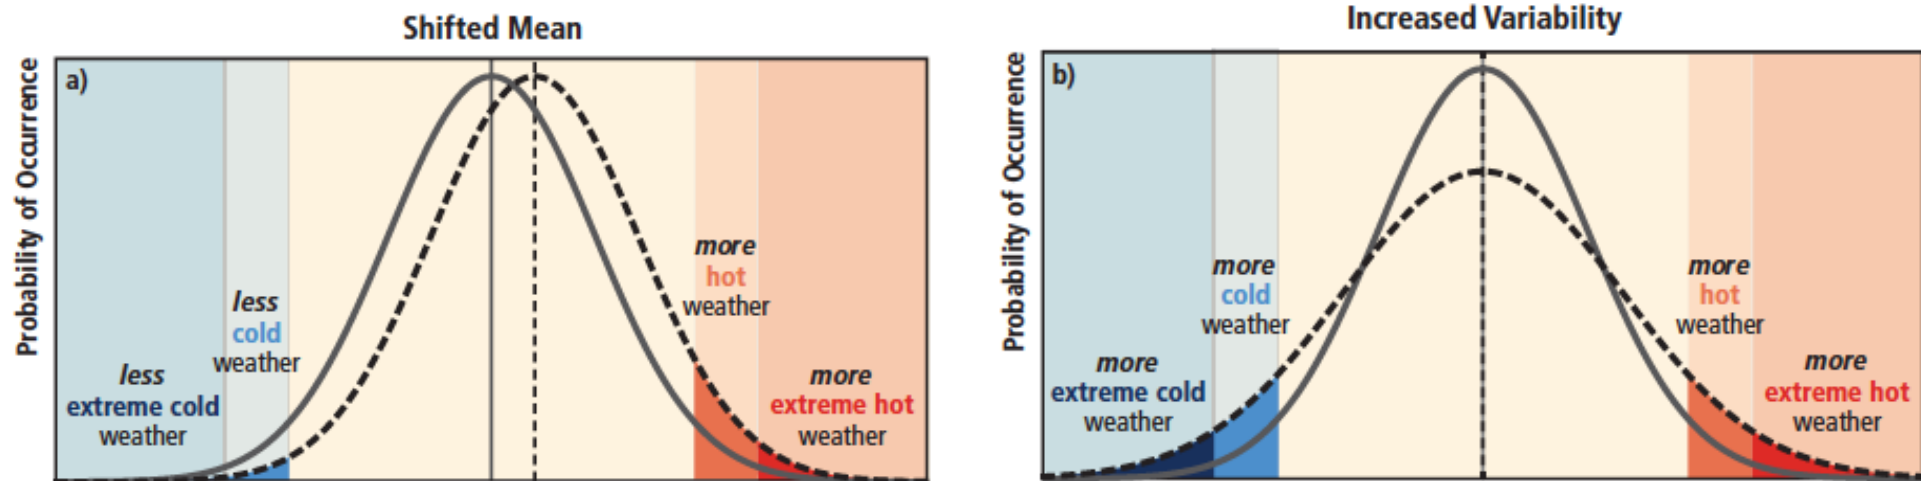 Shifted Mean
Probability of Occurrence
a)
less
extreme cold
weather
less
cold
weather
more
hot
weather
more
extreme hot
weather
Increased Variability
Probability of Occurrence
b)
more
extreme cold
weather
more
cold
weather
more
hot
weather
more
extreme hot
weather